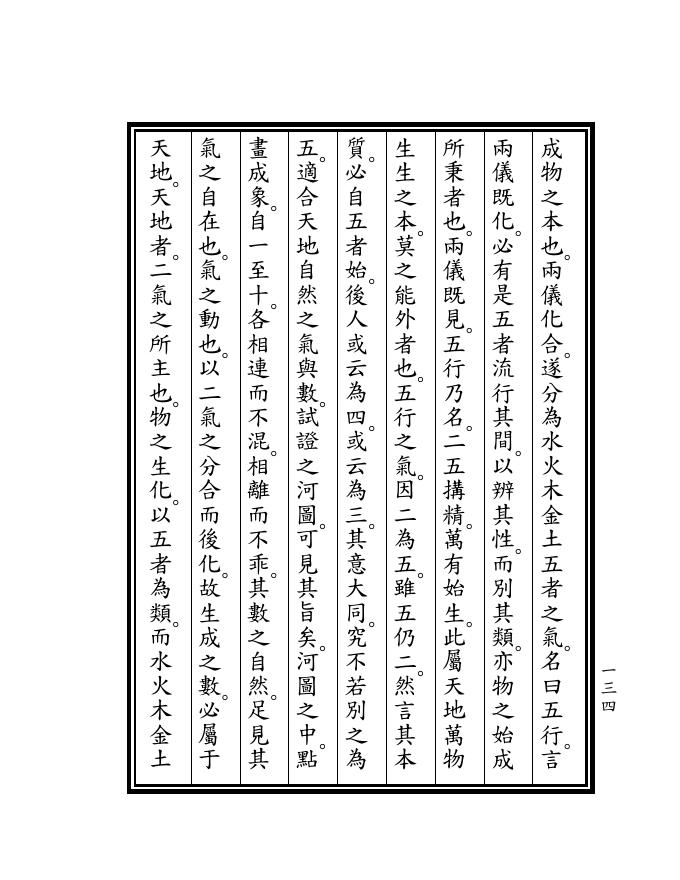 成物之本也。兩儀化合。遂分為水火木金土五者之氣。名曰五行。言
兩儀既化。必有是五者流行其間。以辨其性。而別其類。亦物之始成
所秉者也。兩儀既見。五行乃名。二五搆精。萬有始生。此屬天地萬物
生生之本。莫之能外者也。五行之氣。因二為五。雖五仍二。然言其本
質。必自五者始。後人或云為四。或云為三。其意大同。究不若別之為
五。適合天地自然之氣與數。試證之河圖。可見其旨矣。河圖之中。點
畫成象。自一至十。各相連而不混。相離而不乖。其數之自然。足見其
氣之自在也。氣之動也。以二氣之分合而後化。故生成之數。必屬于
天地。天地者。二氣之所主也。物之生化。以五者為類。而水火木金土
一三四